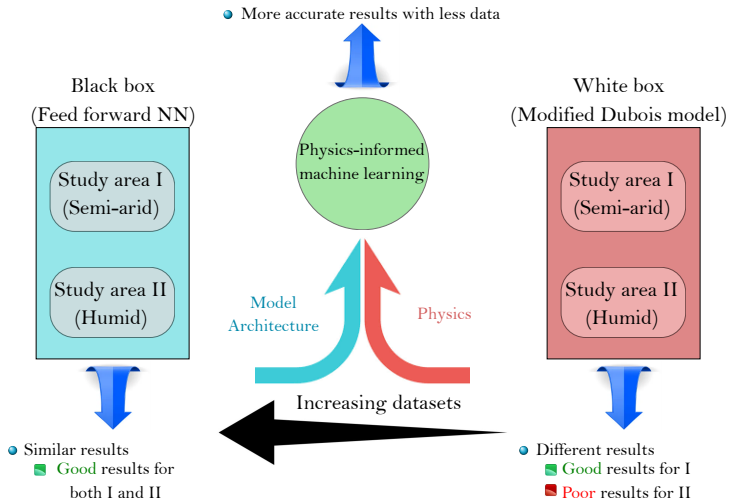 More accurate results with less data
Black box
(Feed forward NN)
Study area I
(Semi-arid)
Study area II
(Humid)
Similar results
Good results for
both I and II
Physics-informed
machine learning
Model
Architecture
Physics
Increasing datasets
White box
(Modified Dubois model)
Study area I
(Semi-arid)
Study area II
(Humid)
Different results
Good results for I
Poor results for II